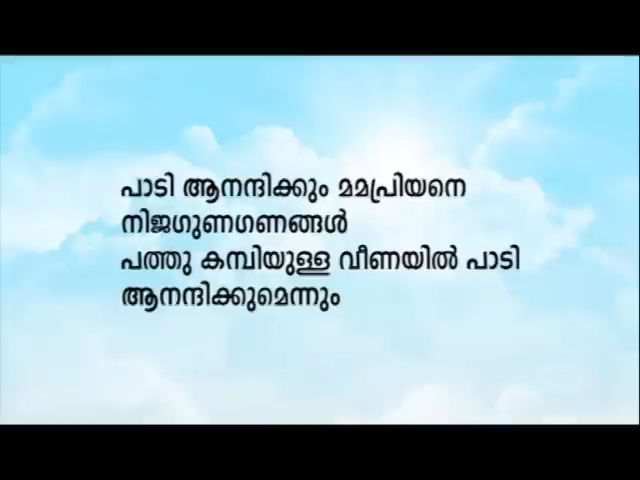 പാടി ആനന്ദിക്കും മമപ്രിയനെ
നിജഗുണഗണങ്ങൾ
പത്തു കമ്പിയുള്ള വീണയിൽ പാടി
ആനന്ദിക്കുമെന്നും